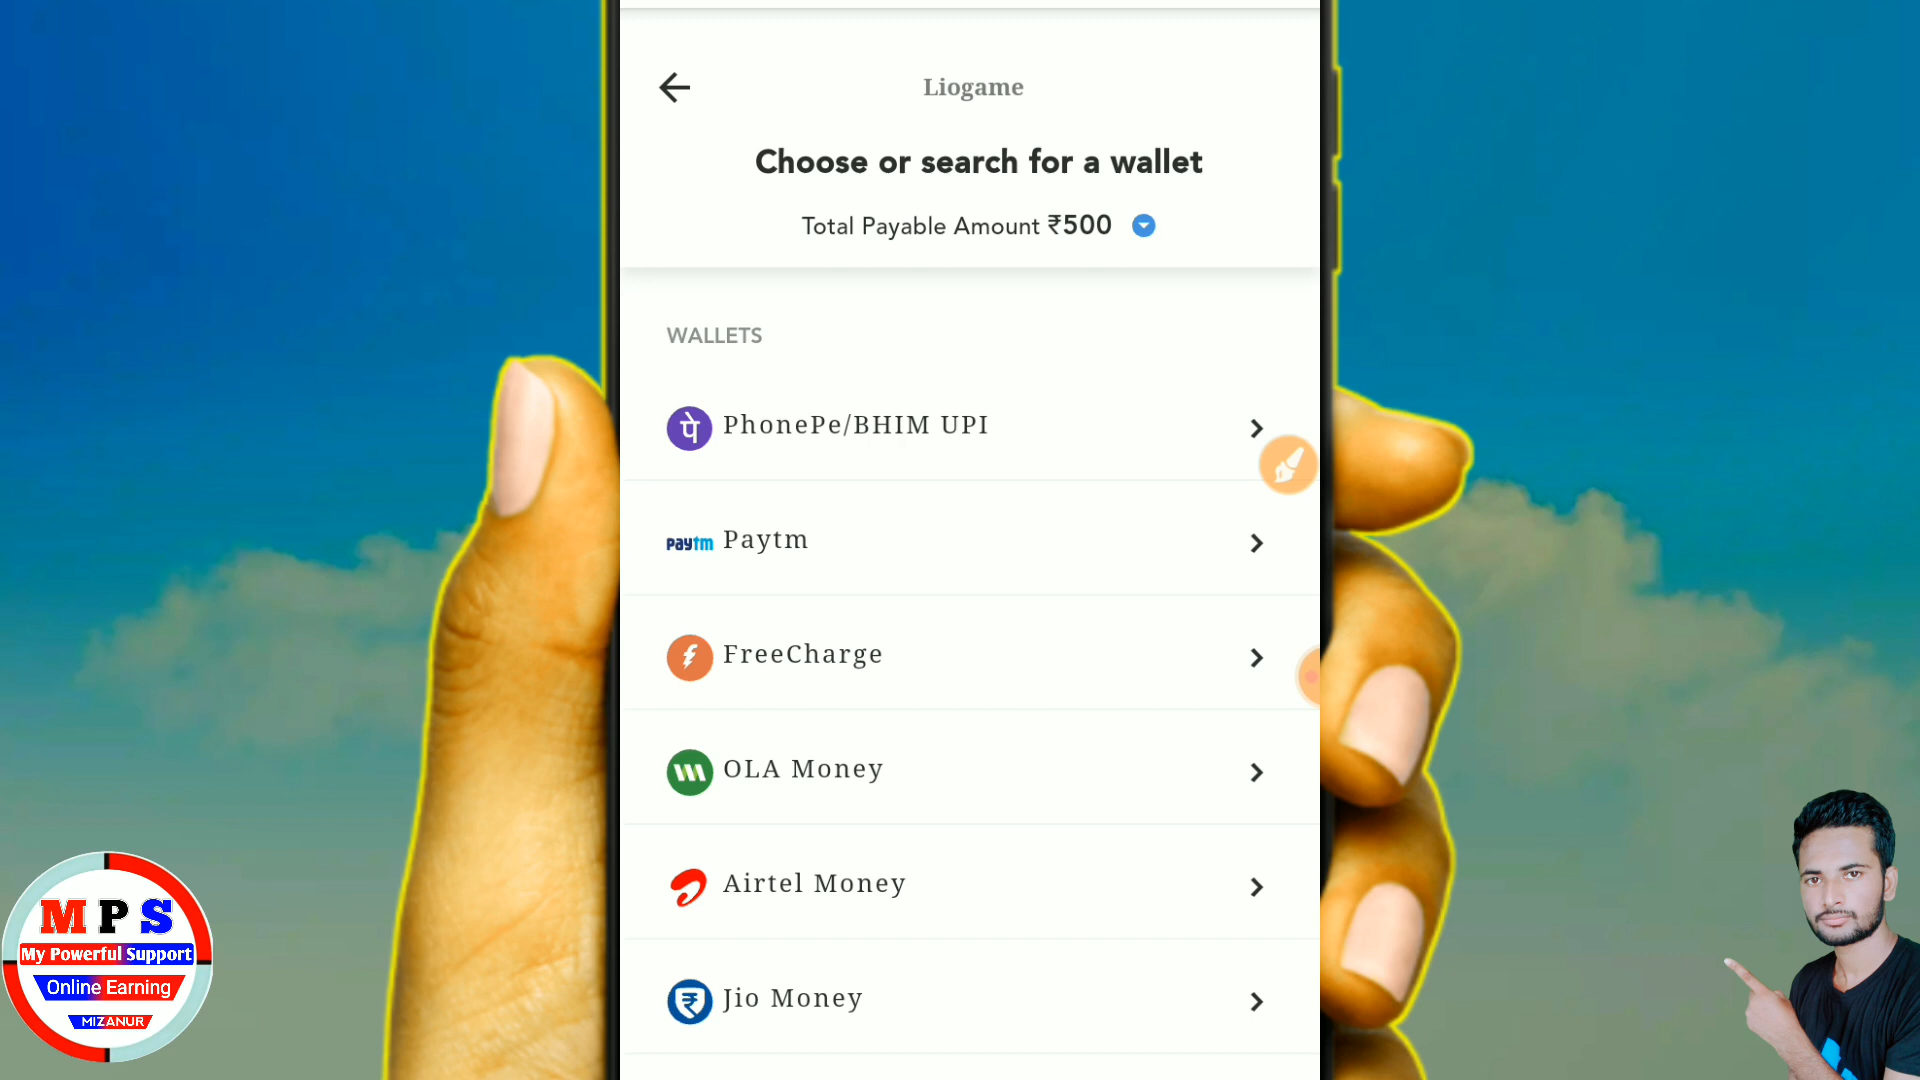 Liogame
Choose or search for a wallet
Total Payable Amount ₹500
WALLETS
पे PhonePe/BHIM UPI
paytm Paytm
FreeCharge
OLA Money
Airtel Money
₹ Jio Money
M P S
My Powerful Support
Online Earning
MIZANUR